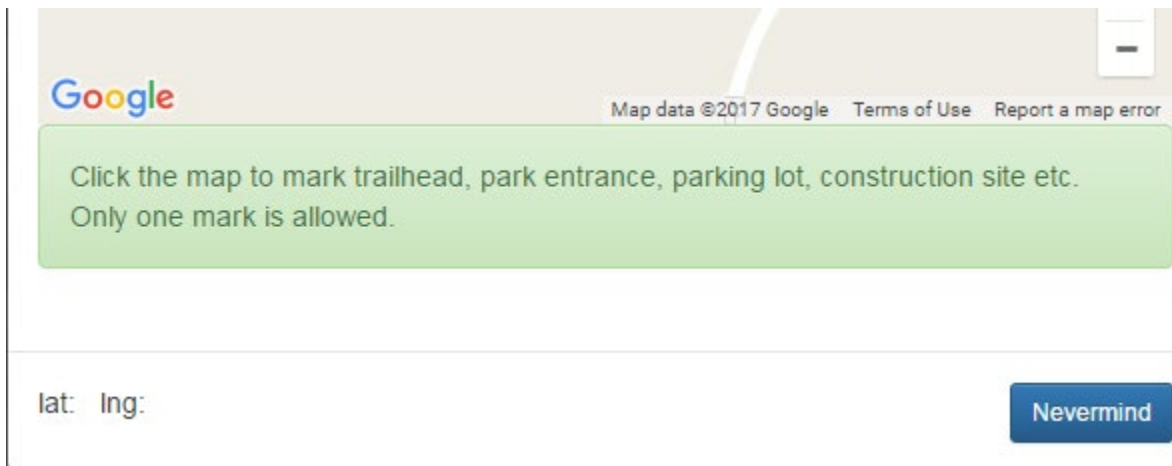 Google
Map data ©2017 Google Terms of Use Report a map error
Click the map to mark trailhead, park entrance, parking lot, construction site etc.
Only one mark is allowed.
lat: lng:
Nevermind